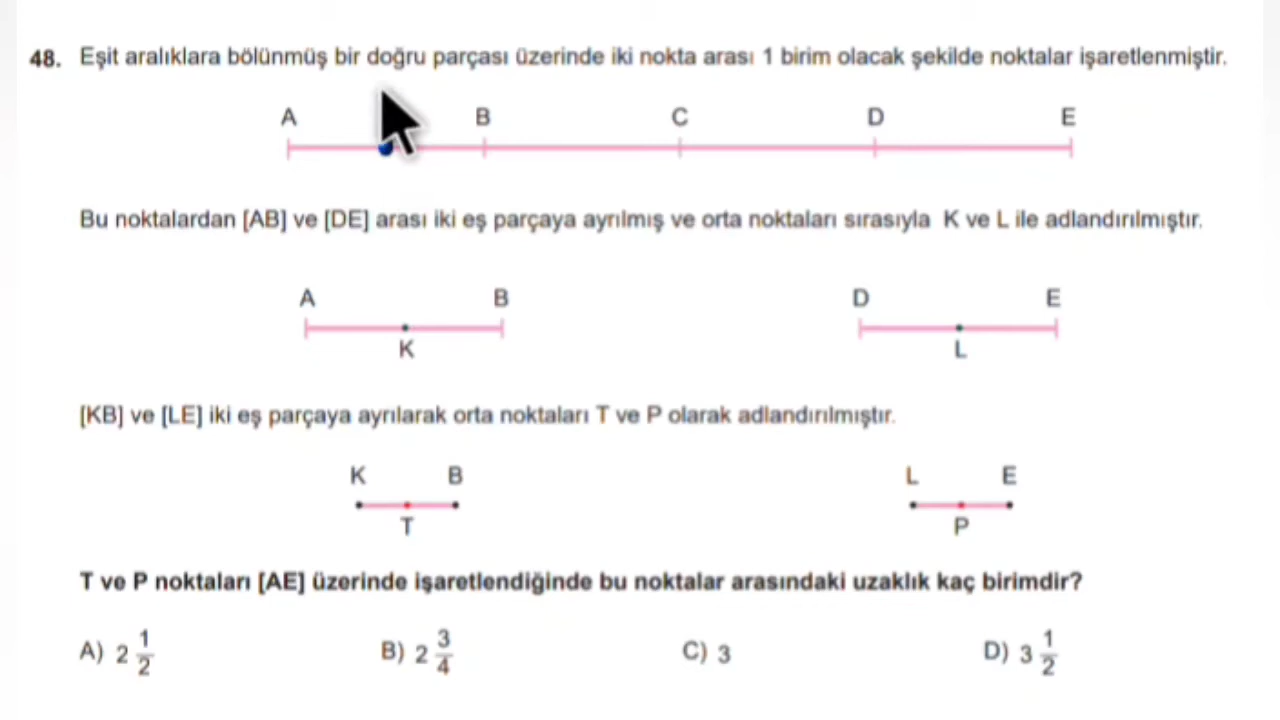 48. Eşit aralıklara bölünmüş bir doğru parçası üzerinde iki nokta arası 1 birim olacak şekilde noktalar işaretlenmiştir.
A B C D E
Bu noktalardan [AB] ve [DE] arası iki eş parçaya ayrılmış ve orta noktaları sırasıyla K ve L ile adlandırılmıştır.
A B D E
K L
[KB] ve [LE] iki eş parçaya ayrılarak orta noktaları T ve P olarak adlandırılmıştır.
K B L E
T P
T ve P noktaları [AE] üzerinde işaretlendiğinde bu noktalar arasındaki uzaklık kaç birimdir?
A) 2 1/2 B) 2 3/4 C) 3 D) 3 1/2